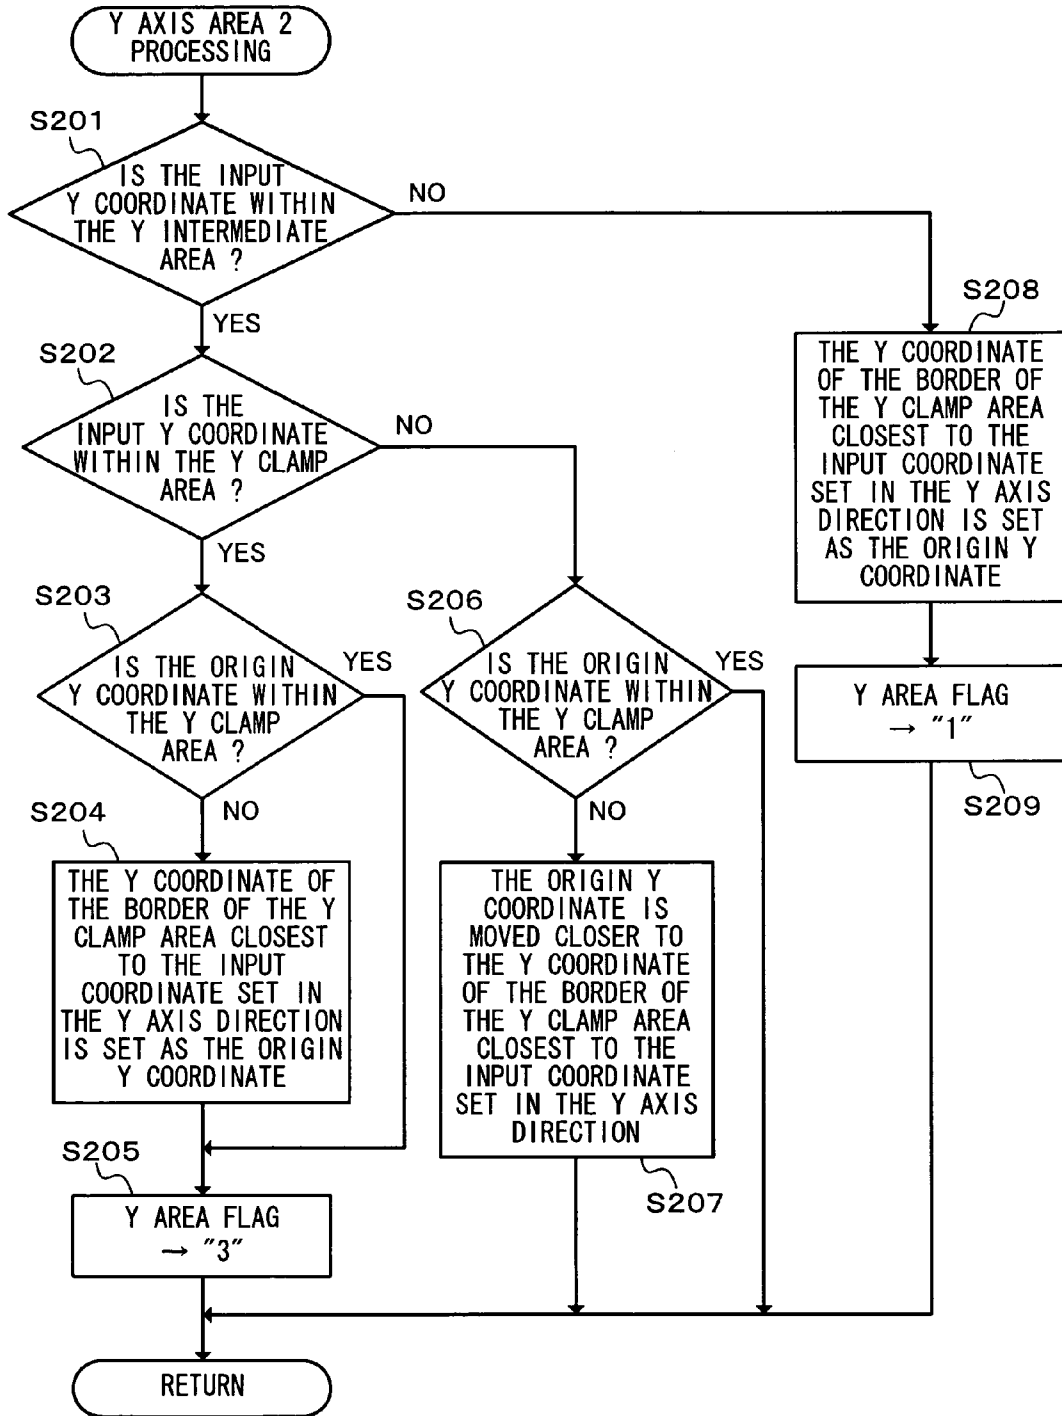 Y AXIS AREA 2
PROCESSING
S201
IS THE INPUT
Y COORDINATE WITHIN
THE Y INTERMEDIATE
AREA ?
NO
YES
S202
IS THE
INPUT Y COORDINATE
WITHIN THE Y CLAMP
AREA ?
NO
YES
S203
IS THE ORIGIN
Y COORDINATE WITHIN
THE Y CLAMP
AREA ?
YES
NO
S204
THE Y COORDINATE OF
THE BORDER OF THE Y
CLAMP AREA CLOSEST
TO THE INPUT
COORDINATE SET IN
THE Y AXIS DIRECTION
IS SET AS THE ORIGIN
Y COORDINATE
S205
Y AREA FLAG
→ "3"
S206
IS THE ORIGIN
Y COORDINATE WITHIN
THE Y CLAMP
AREA ?
YES
NO
THE ORIGIN Y
COORDINATE IS
MOVED CLOSER TO
THE Y COORDINATE
OF THE BORDER OF
THE Y CLAMP AREA
CLOSEST TO THE
INPUT COORDINATE
SET IN THE Y AXIS
DIRECTION
S207
S208
THE Y COORDINATE
OF THE BORDER OF
THE Y CLAMP AREA
CLOSEST TO THE
INPUT COORDINATE
SET IN THE Y AXIS
DIRECTION IS SET
AS THE ORIGIN Y
COORDINATE
Y AREA FLAG
→ "1"
S209
RETURN